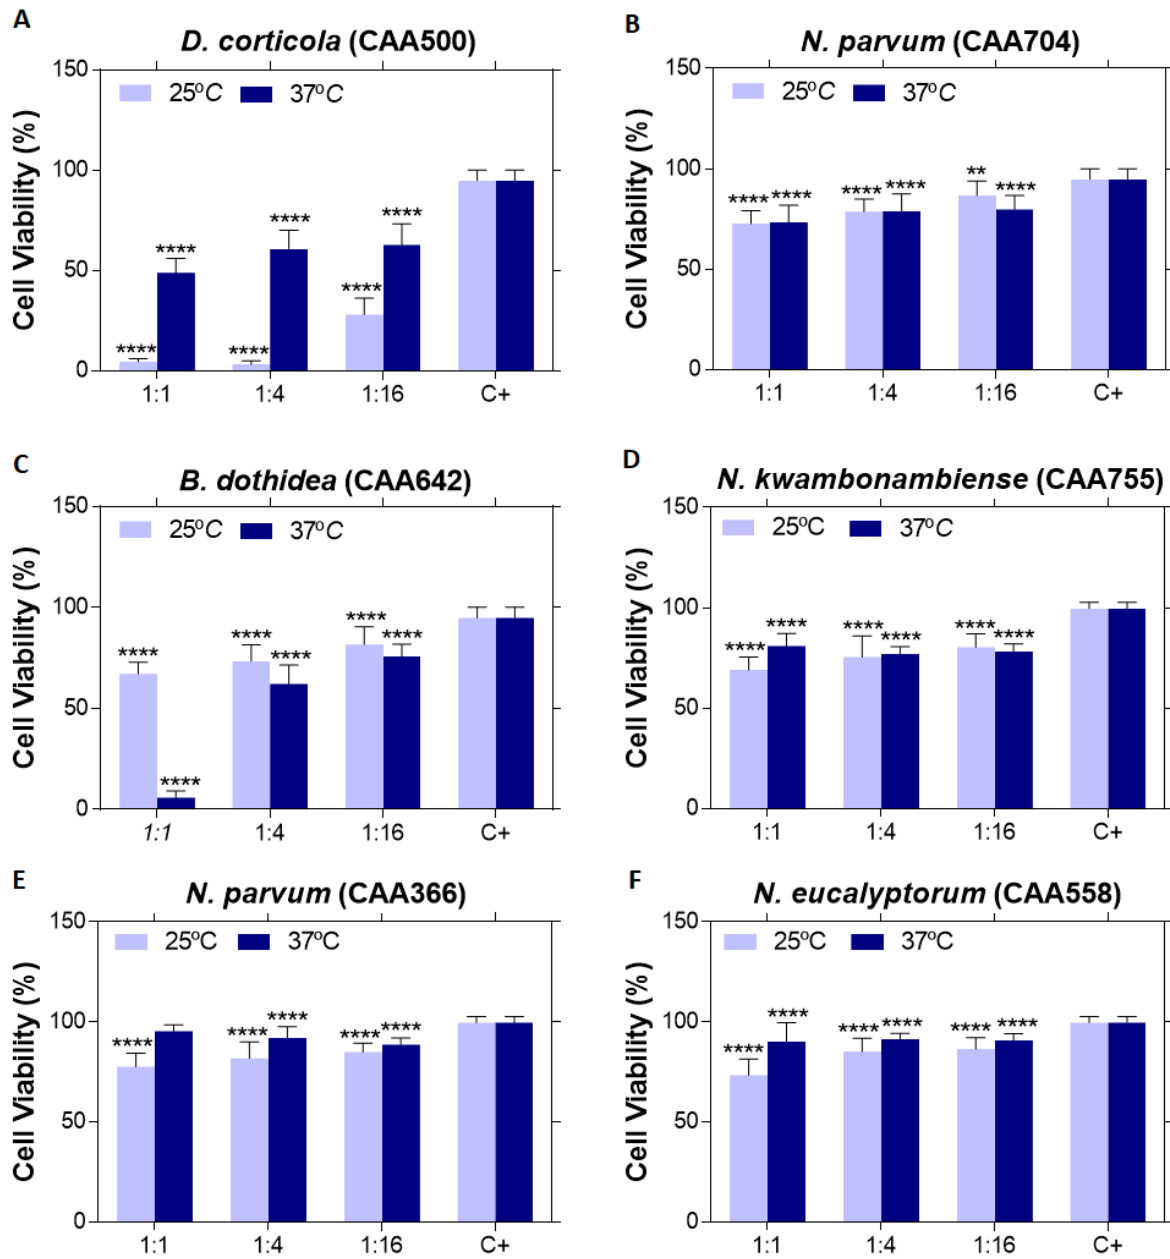 A
D. corticola (CAA500)
150
25ºC 37ºC
100
50
0
Cell Viability (%)
**** **** **** **** **** ****
1:1 1:4 1:16 C+
B
N. parvum (CAA704)
150
25ºC 37ºC
100
50
0
Cell Viability (%)
**** **** **** **** ** ****
1:1 1:4 1:16 C+
C
B. dothidea (CAA642)
150
25ºC 37ºC
100
50
0
Cell Viability (%)
**** **** **** **** **** ****
1:1 1:4 1:16 C+
D
N. kwambonambiense (CAA755)
150
25ºC 37ºC
100
50
0
Cell Viability (%)
**** **** **** **** **** ****
1:1 1:4 1:16 C+
E
N. parvum (CAA366)
150
25ºC 37ºC
100
50
0
Cell Viability (%)
**** **** **** **** ****
1:1 1:4 1:16 C+
F
N. eucalyptorum (CAA558)
150
25ºC 37ºC
100
50
0
Cell Viability (%)
**** **** **** **** **** ****
1:1 1:4 1:16 C+